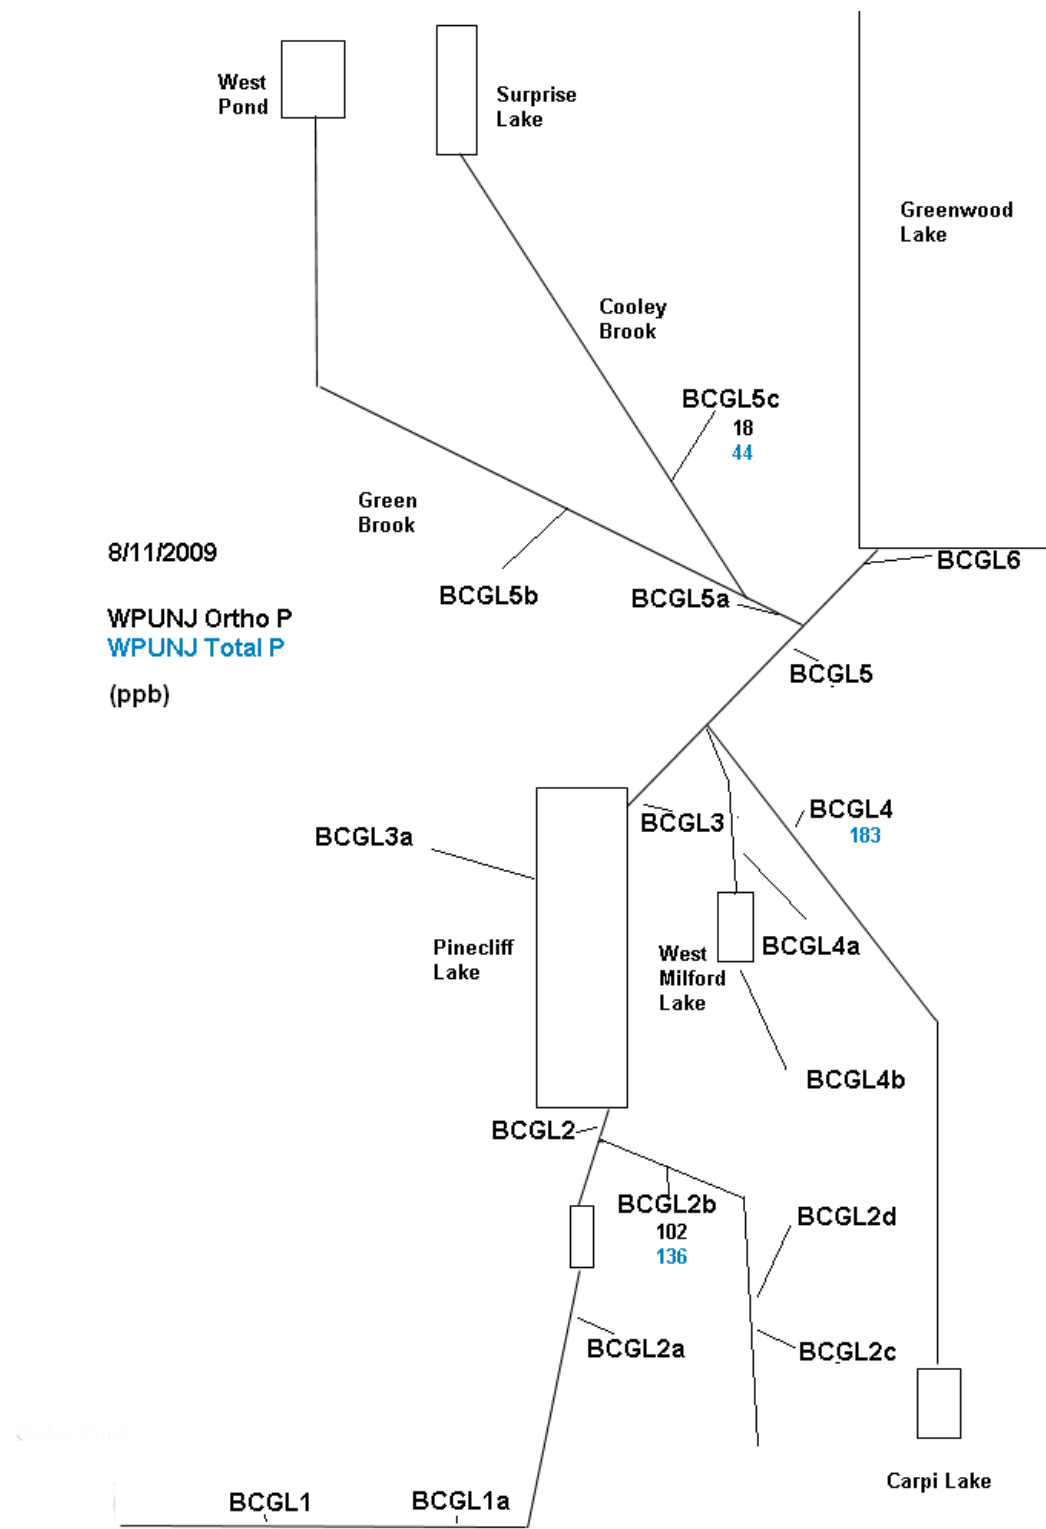 West
Pond
Surprise
Lake
Greenwood
Lake
Cooley
Brook
BCGL5c
18
44
Green
Brook
8/11/2009
BCGL6
BCGL5b
BCGL5a
WPUNJ Ortho P
WPUNJ Total P
BCGL5
(ppb)
BCGL4
183
BCGL3
BCGL3a
Pinecliff
Lake
West
Milford
Lake
BCGL4a
BCGL4b
BCGL2
BCGL2b
102
136
BCGL2d
BCGL2a
BCGL2c
Carpi Lake
BCGL1
BCGL1a